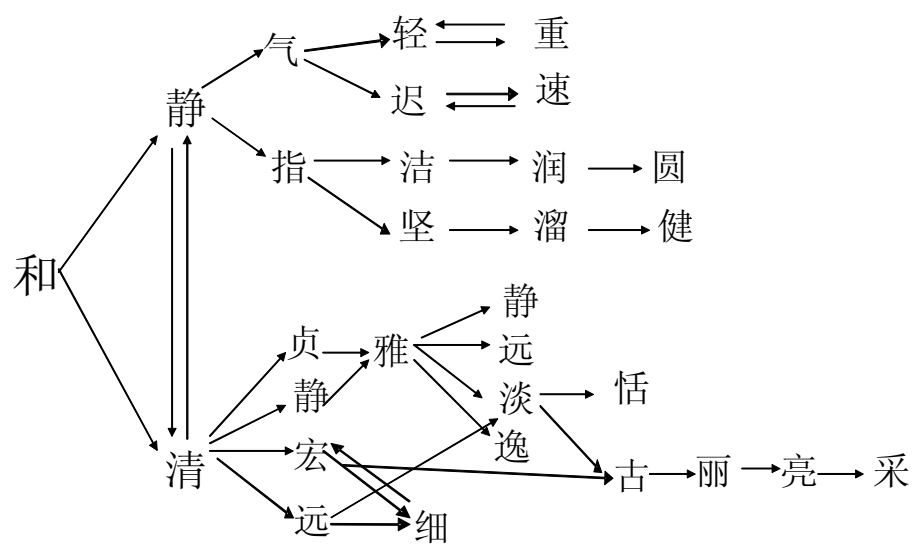 气 轻 重
静 迟 速
指 洁 润 圆
坚 溜 健
和
静
贞 雅 远
静 淡 恬
逸
清 宏 古 丽 亮 采
远 细